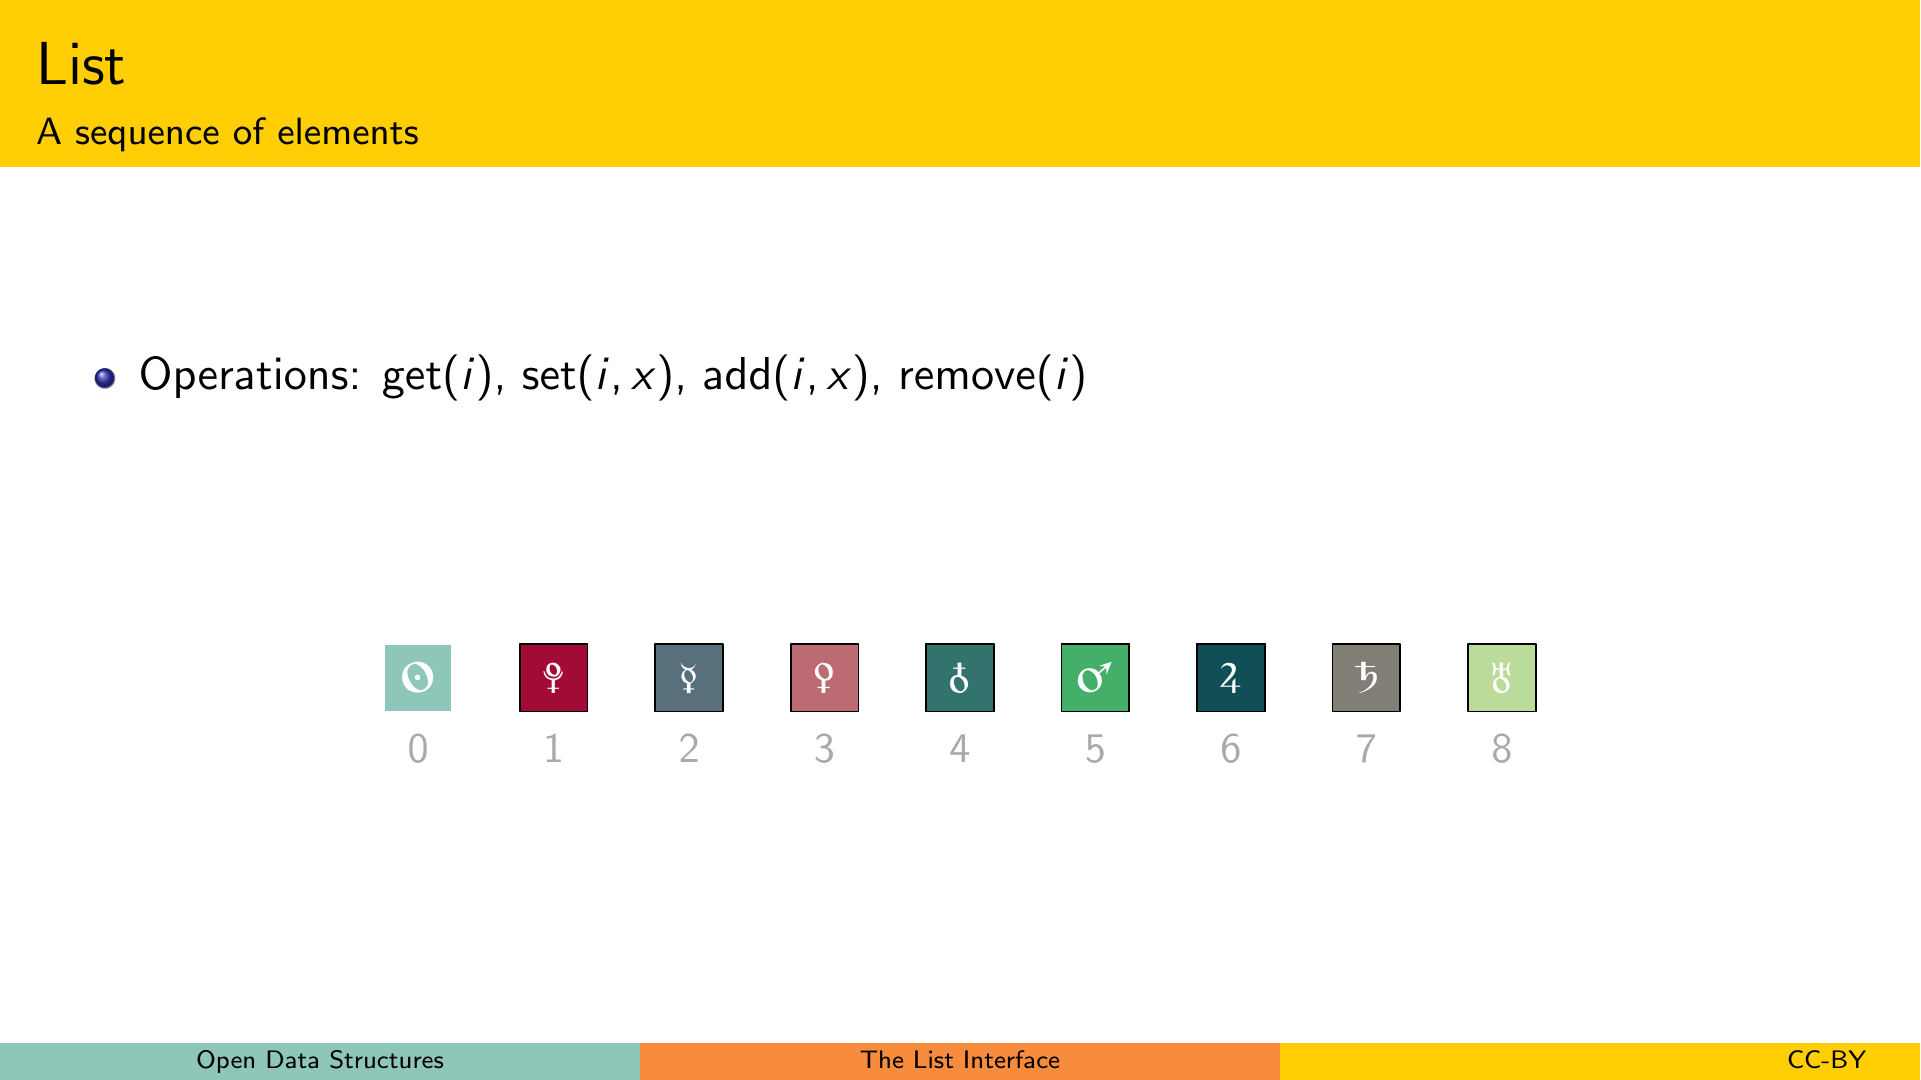 List
A sequence of elements
Operations: get(i), set(i, x), add(i, x), remove(i)
☉ ♇ ☿ ♀ ♁ ♂ ♃ ♄ ♅
0 1 2 3 4 5 6 7 8
Open Data Structures The List Interface CC-BY